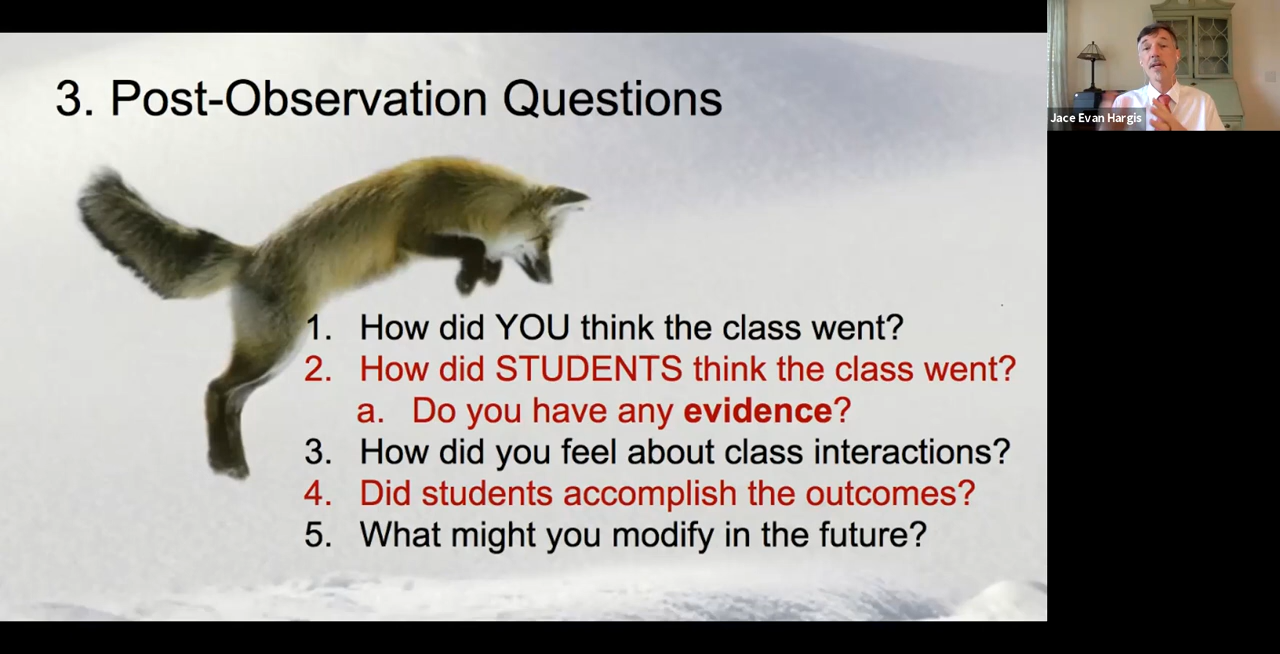 3. Post-Observation Questions
Jace Evan Hargis
1. How did YOU think the class went?
2. How did STUDENTS think the class went?
a. Do you have any evidence?
3. How did you feel about class interactions?
4. Did students accomplish the outcomes?
5. What might you modify in the future?